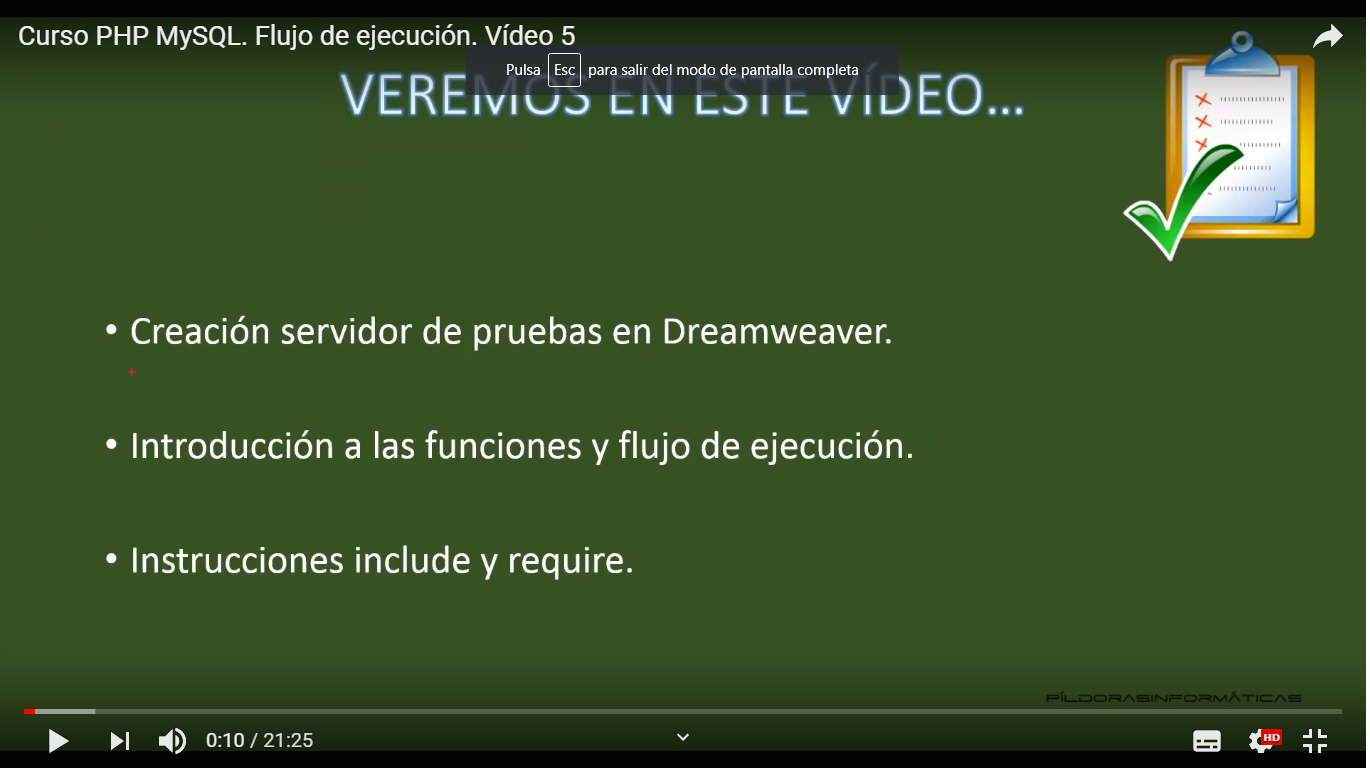 Curso PHP MySQL. Flujo de ejecución. Vídeo 5
Pulsa Esc para salir del modo de pantalla completa
VEREMOS EN ESTE VÍDEO...
• Creación servidor de pruebas en Dreamweaver.
• Introducción a las funciones y flujo de ejecución.
• Instrucciones include y require.
PÍLDORASINFORMÁTICAS
0:10 / 21:25
HD